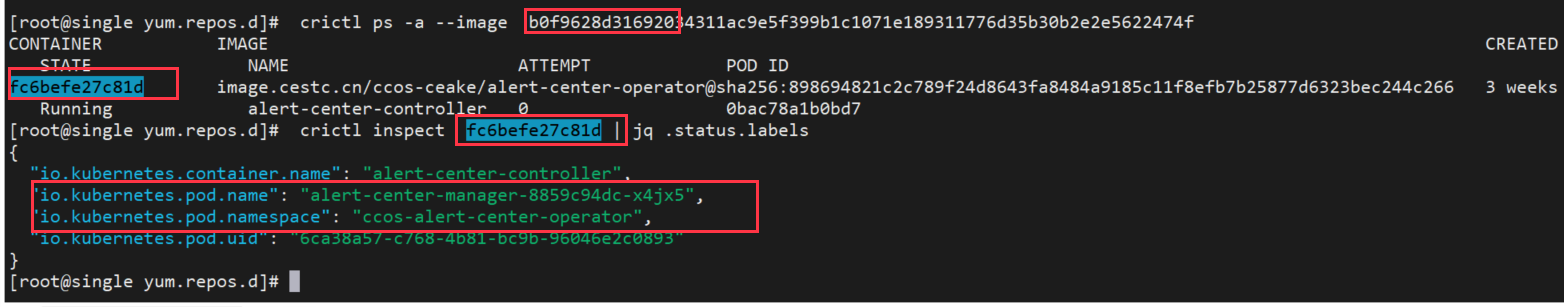 [root@single yum.repos.d]# crictl ps -a --image b0f9628d31692034311ac9e5f399b1c1071e189311776d35b30b2e2e5622474f
CONTAINER IMAGE CREATED
STATE NAME ATTEMPT POD ID
fc6befe27c81d image.cestc.cn/ccos-ceake/alert-center-operator@sha256:898694821c2c789f24d8643fa8484a9185c11f8efb7b25877d6323bec244c266 3 weeks
Running alert-center-controller 0 0bac78a1b0bd7
[root@single yum.repos.d]# crictl inspect fc6befe27c81d | jq .status.labels
{
"io.kubernetes.container.name": "alert-center-controller",
"io.kubernetes.pod.name": "alert-center-manager-8859c94dc-x4jx5",
"io.kubernetes.pod.namespace": "ccos-alert-center-operator",
"io.kubernetes.pod.uid": "6ca38a57-c768-4b81-bc9b-96046e2c0893"
}
[root@single yum.repos.d]#